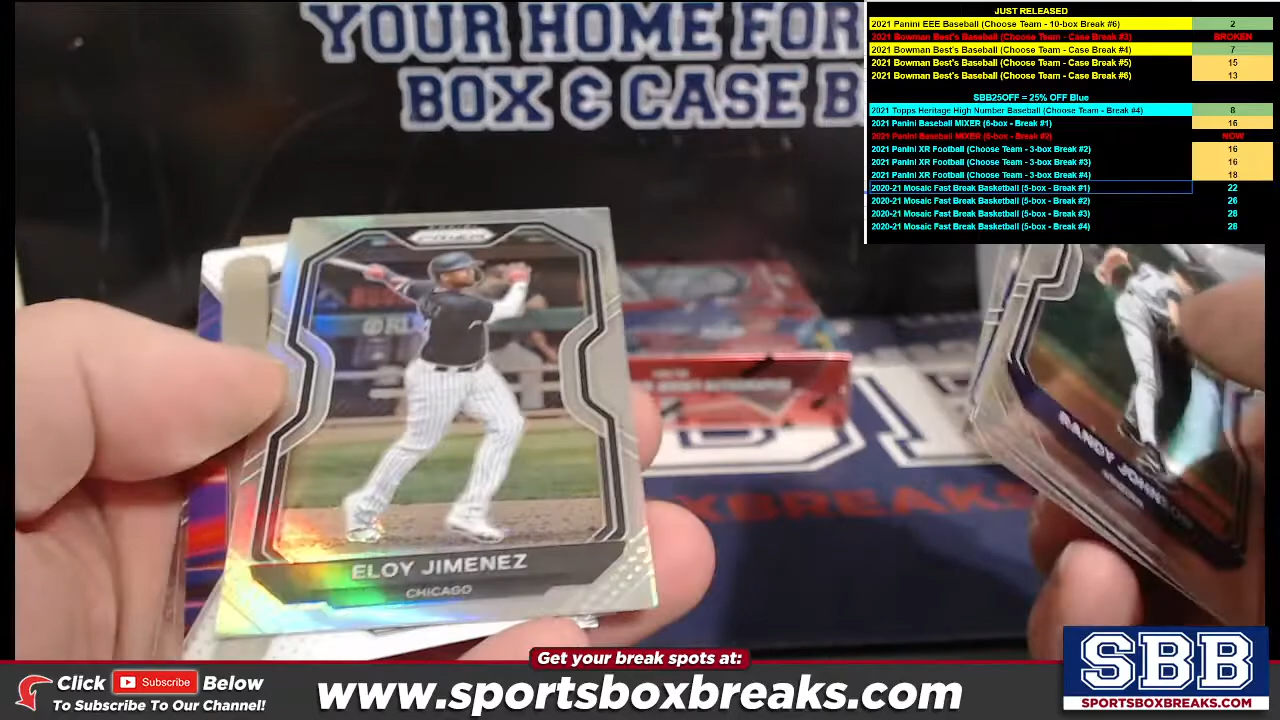 YOUR HOME FOR
BOX & CASE B
JUST RELEASED
2021 Panini EEE Baseball (Choose Team - 10-box Break #6) 2
2021 Bowman Best's Baseball (Choose Team - Case Break #3) BROKEN
2021 Bowman Best's Baseball (Choose Team - Case Break #4) 7
2021 Bowman Best's Baseball (Choose Team - Case Break #5) 15
2021 Bowman Best's Baseball (Choose Team - Case Break #6) 13
SBB25OFF = 25% OFF Blue
2021 Topps Heritage High Number Baseball (Choose Team - Break #4) 8
2021 Panini Baseball MIXER (6-box - Break #1) 16
2021 Panini Baseball MIXER (6-box - Break #2) NOW
2021 Panini XR Football (Choose Team - 3-box Break #2) 16
2021 Panini XR Football (Choose Team - 3-box Break #3) 16
2021 Panini XR Football (Choose Team - 3-box Break #4) 18
2020-21 Mosaic Fast Break Basketball (5-box - Break #1) 22
2020-21 Mosaic Fast Break Basketball (5-box - Break #2) 26
2020-21 Mosaic Fast Break Basketball (5-box - Break #3) 28
2020-21 Mosaic Fast Break Basketball (5-box - Break #4) 28
PRIZM
ELOY JIMENEZ
CHICAGO
RANDY JOHNSON
XBREAKS
Get your break spots at:
Click Subscribe Below
To Subscribe To Our Channel!
www.sportsboxbreaks.com
SBB
SPORTSBOXBREAKS.COM